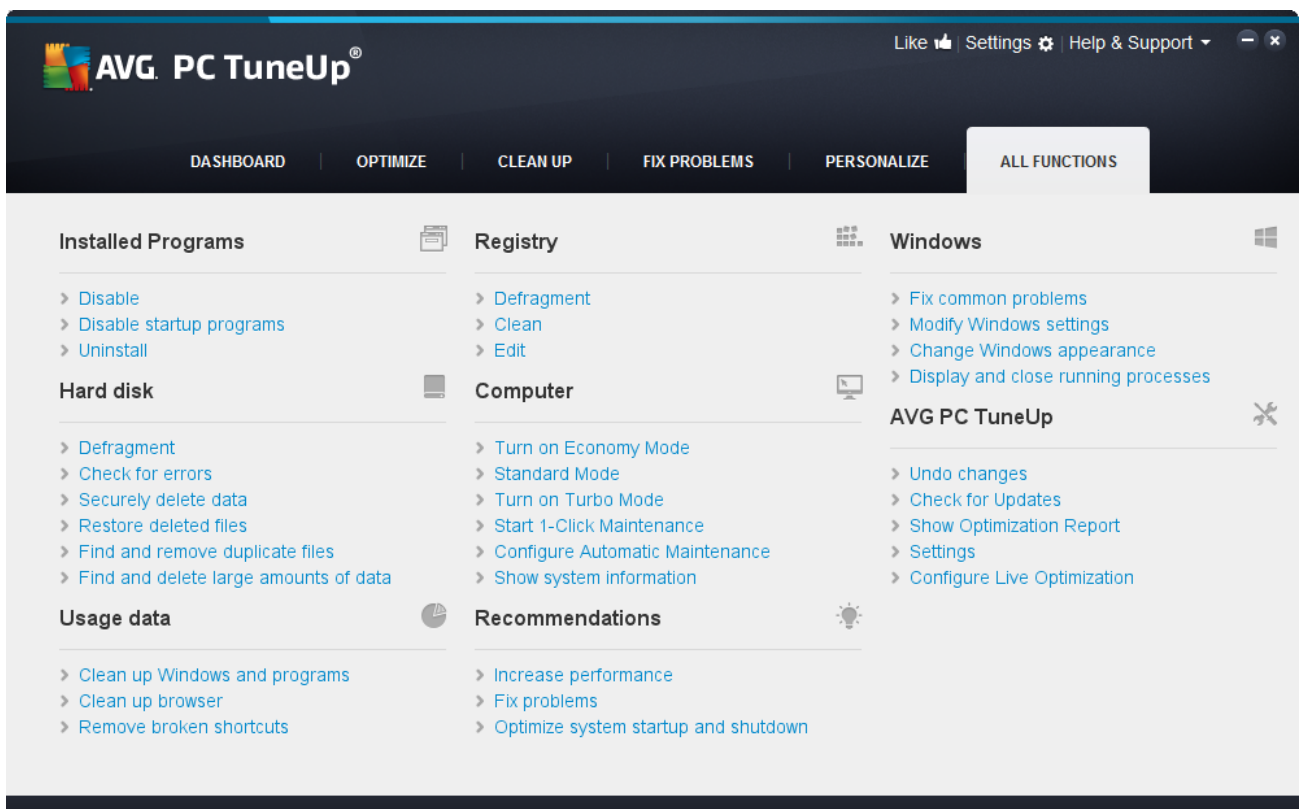 Like | Settings | Help & Support
AVG. PC TuneUp®
DASHBOARD
OPTIMIZE
CLEAN UP
FIX PROBLEMS
PERSONALIZE
ALL FUNCTIONS
Installed Programs
Disable
Disable startup programs
Uninstall
Hard disk
Defragment
Check for errors
Securely delete data
Restore deleted files
Find and remove duplicate files
Find and delete large amounts of data
Usage data
Clean up Windows and programs
Clean up browser
Remove broken shortcuts
Registry
Defragment
Clean
Edit
Computer
Turn on Economy Mode
Standard Mode
Turn on Turbo Mode
Start 1-Click Maintenance
Configure Automatic Maintenance
Show system information
Recommendations
Increase performance
Fix problems
Optimize system startup and shutdown
Windows
Fix common problems
Modify Windows settings
Change Windows appearance
Display and close running processes
AVG PC TuneUp
Undo changes
Check for Updates
Show Optimization Report
Settings
Configure Live Optimization